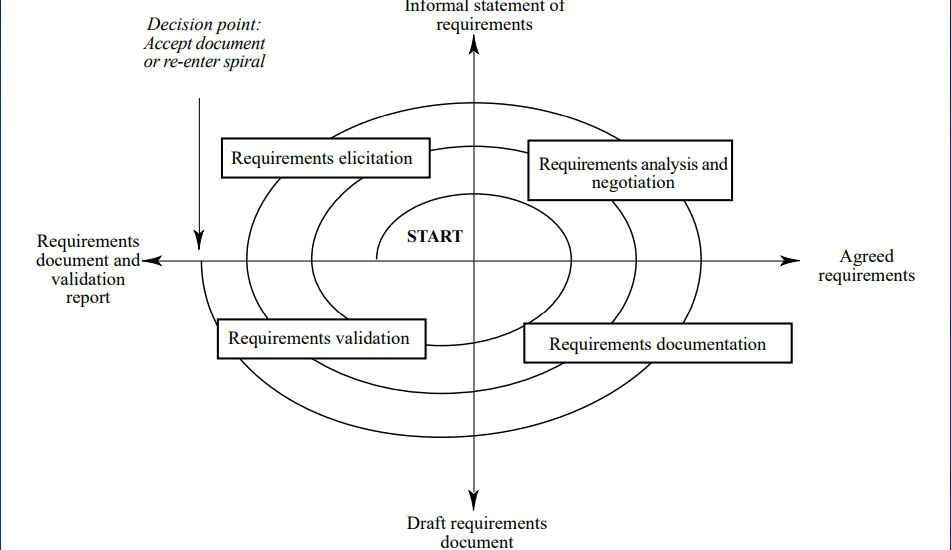 Informal statement of
requirements
Decision point:
Accept document
or re-enter spiral
Requirements elicitation
Requirements analysis and
negotiation
START
Requirements
document and
validation
report
Agreed
requirements
Requirements validation
Requirements documentation
Draft requirements
document